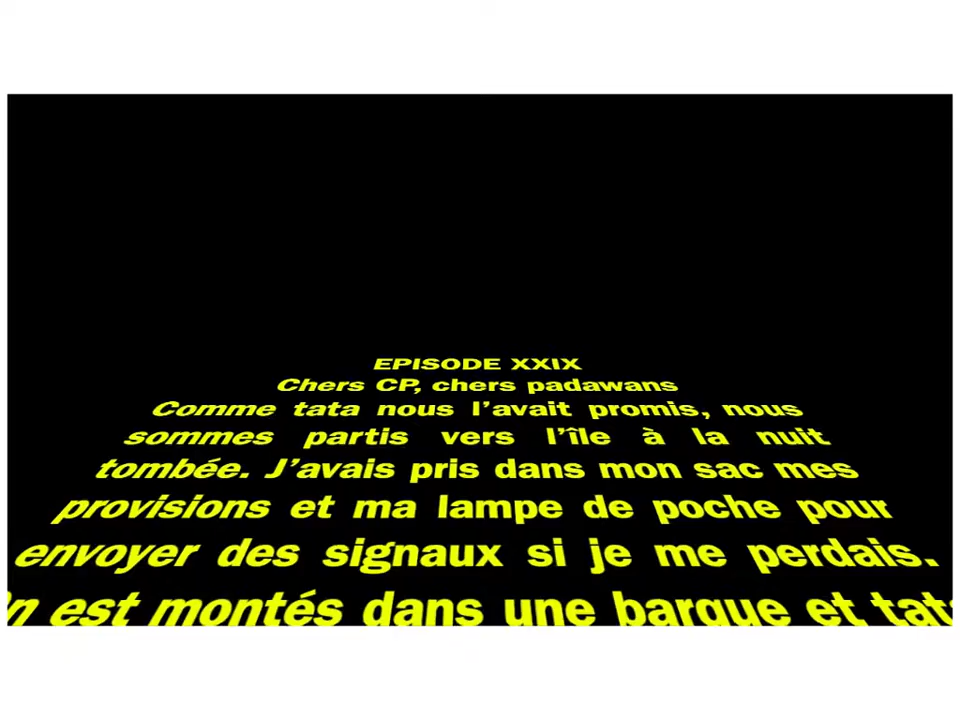 EPISODE XXIX
Chers CP, chers padawans
Comme tata nous l'avait promis, nous
sommes partis vers l'île à la nuit
tombée. J'avais pris dans mon sac mes
provisions et ma lampe de poche pour
envoyer des signaux si je me perdais.
est montés dans une barque et